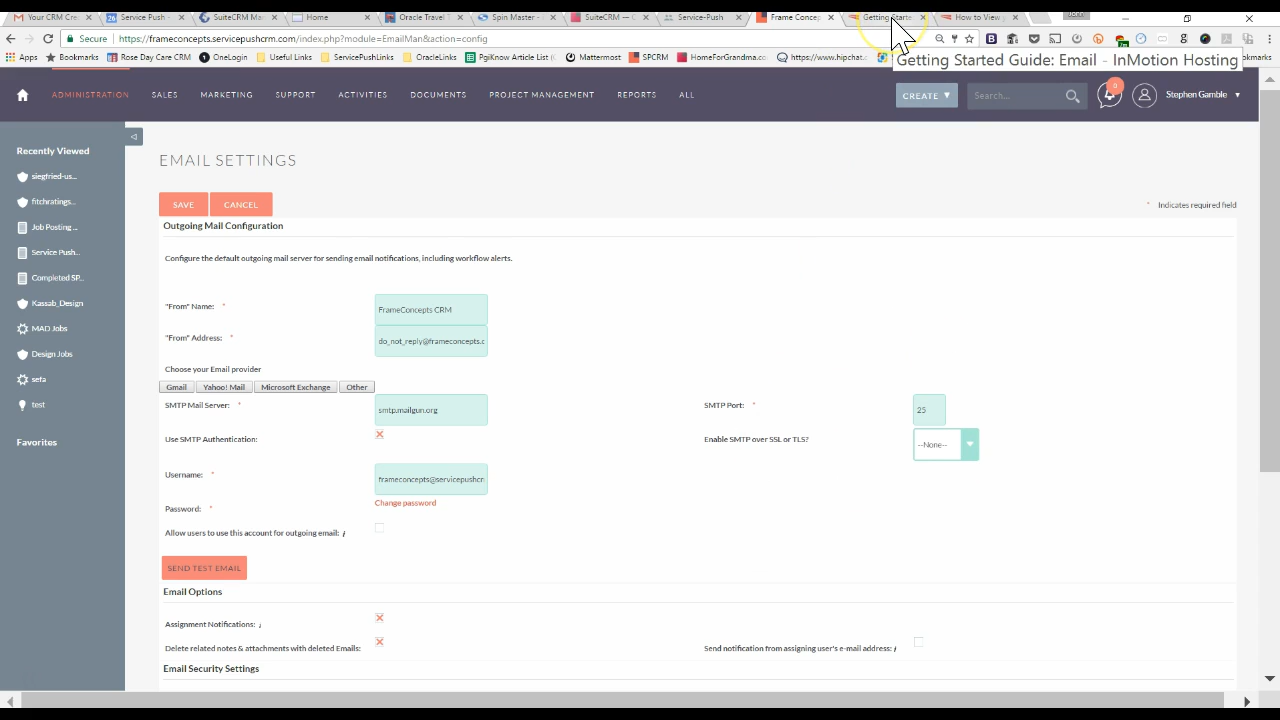 Your CRM Creat
Service Push -
SuiteCRM Man
Home
Oracle Travel T
Spin Master -
SuiteCRM — C
Service-Push
Frame Concep
Getting Starte
How to View y
Secure
https://frameconcepts.servicepushcrm.com/index.php?module=EmailMan&action=config
Getting Started Guide: Email - InMotion Hosting
Apps
Bookmarks
Rose Day Care CRM
OneLogin
Useful Links
ServicePushLinks
OracleLinks
PgiKnow Article List
Mattermost
SPCRM
HomeForGrandma.co
https://www.hipchat.
ADMINISTRATION
SALES
MARKETING
SUPPORT
ACTIVITIES
DOCUMENTS
PROJECT MANAGEMENT
REPORTS
ALL
CREATE
Search...
0
Stephen Gamble
Recently Viewed
siegfried-us...
fitchratings...
Job Posting ...
Service Push...
Completed SP...
Kassab_Design
MAD Jobs
Design Jobs
sefa
test
Favorites
EMAIL SETTINGS
SAVE
CANCEL
* Indicates required field
Outgoing Mail Configuration
Configure the default outgoing mail server for sending email notifications, including workflow alerts.
"From" Name: *
FrameConcepts CRM
"From" Address: *
do_not_reply@frameconcepts.c
Choose your Email provider
Gmail
Yahoo! Mail
Microsoft Exchange
Other
SMTP Mail Server: *
smtp.mailgun.org
SMTP Port: *
25
Use SMTP Authentication:
Enable SMTP over SSL or TLS?
--None--
Username: *
frameconcepts@servicepushcr
Password: *
Change password
Allow users to use this account for outgoing email: i
SEND TEST EMAIL
Email Options
Assignment Notifications: i
Delete related notes & attachments with deleted Emails:
Send notification from assigning user's e-mail address: i
Email Security Settings